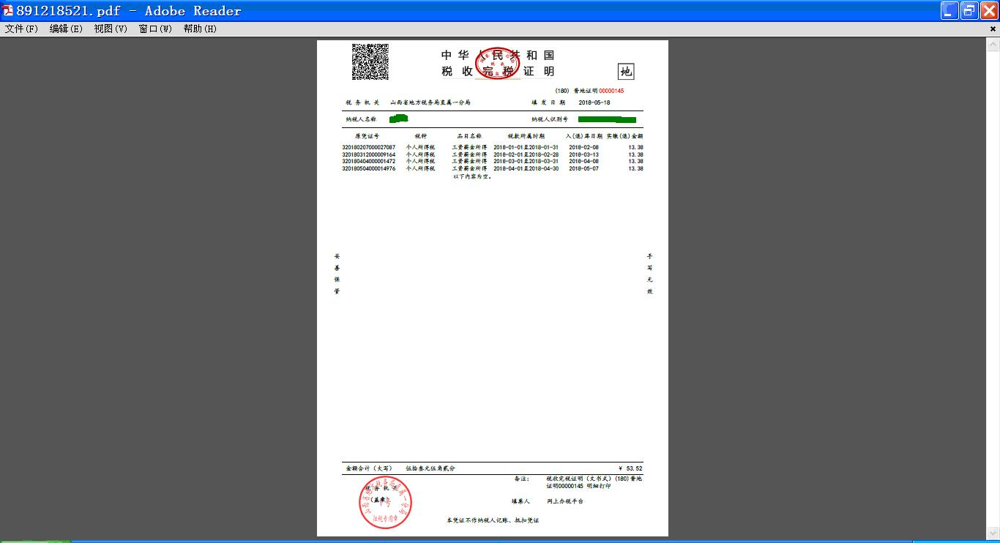 891218521.pdf - Adobe Reader
文件(F) 编辑(E) 视图(V) 窗口(W) 帮助(H)
中华人民共和国
税收完税证明
地
(180) 晋地证明 00000145
税务机关 山西省地方税务局直属一分局 填发日期 2018-05-18
纳税人名称 纳税人识别号
原凭证号 税种 品目名称 税款所属时期 入(退)库日期 实缴(退)金额
320180207000027087 个人所得税 工资薪金所得 2018-01-01至2018-01-31 2018-02-08 13.38
320180312000009164 个人所得税 工资薪金所得 2018-02-01至2018-02-28 2018-03-13 13.38
320180404000001472 个人所得税 工资薪金所得 2018-03-01至2018-03-31 2018-04-08 13.38
320180504000014976 个人所得税 工资薪金所得 2018-04-01至2018-04-30 2018-05-07 13.38
以下内容为空。
妥善保管
手写无效
金额合计（大写） 伍拾叁元伍角贰分 ¥ 53.52
备注： 税收完税证明（文书式）(180)晋地
证明00000145 明细打印
税务机关
（盖章）
征税专用章
填票人 网上办税平台
本凭证不作纳税人记账、抵扣凭证